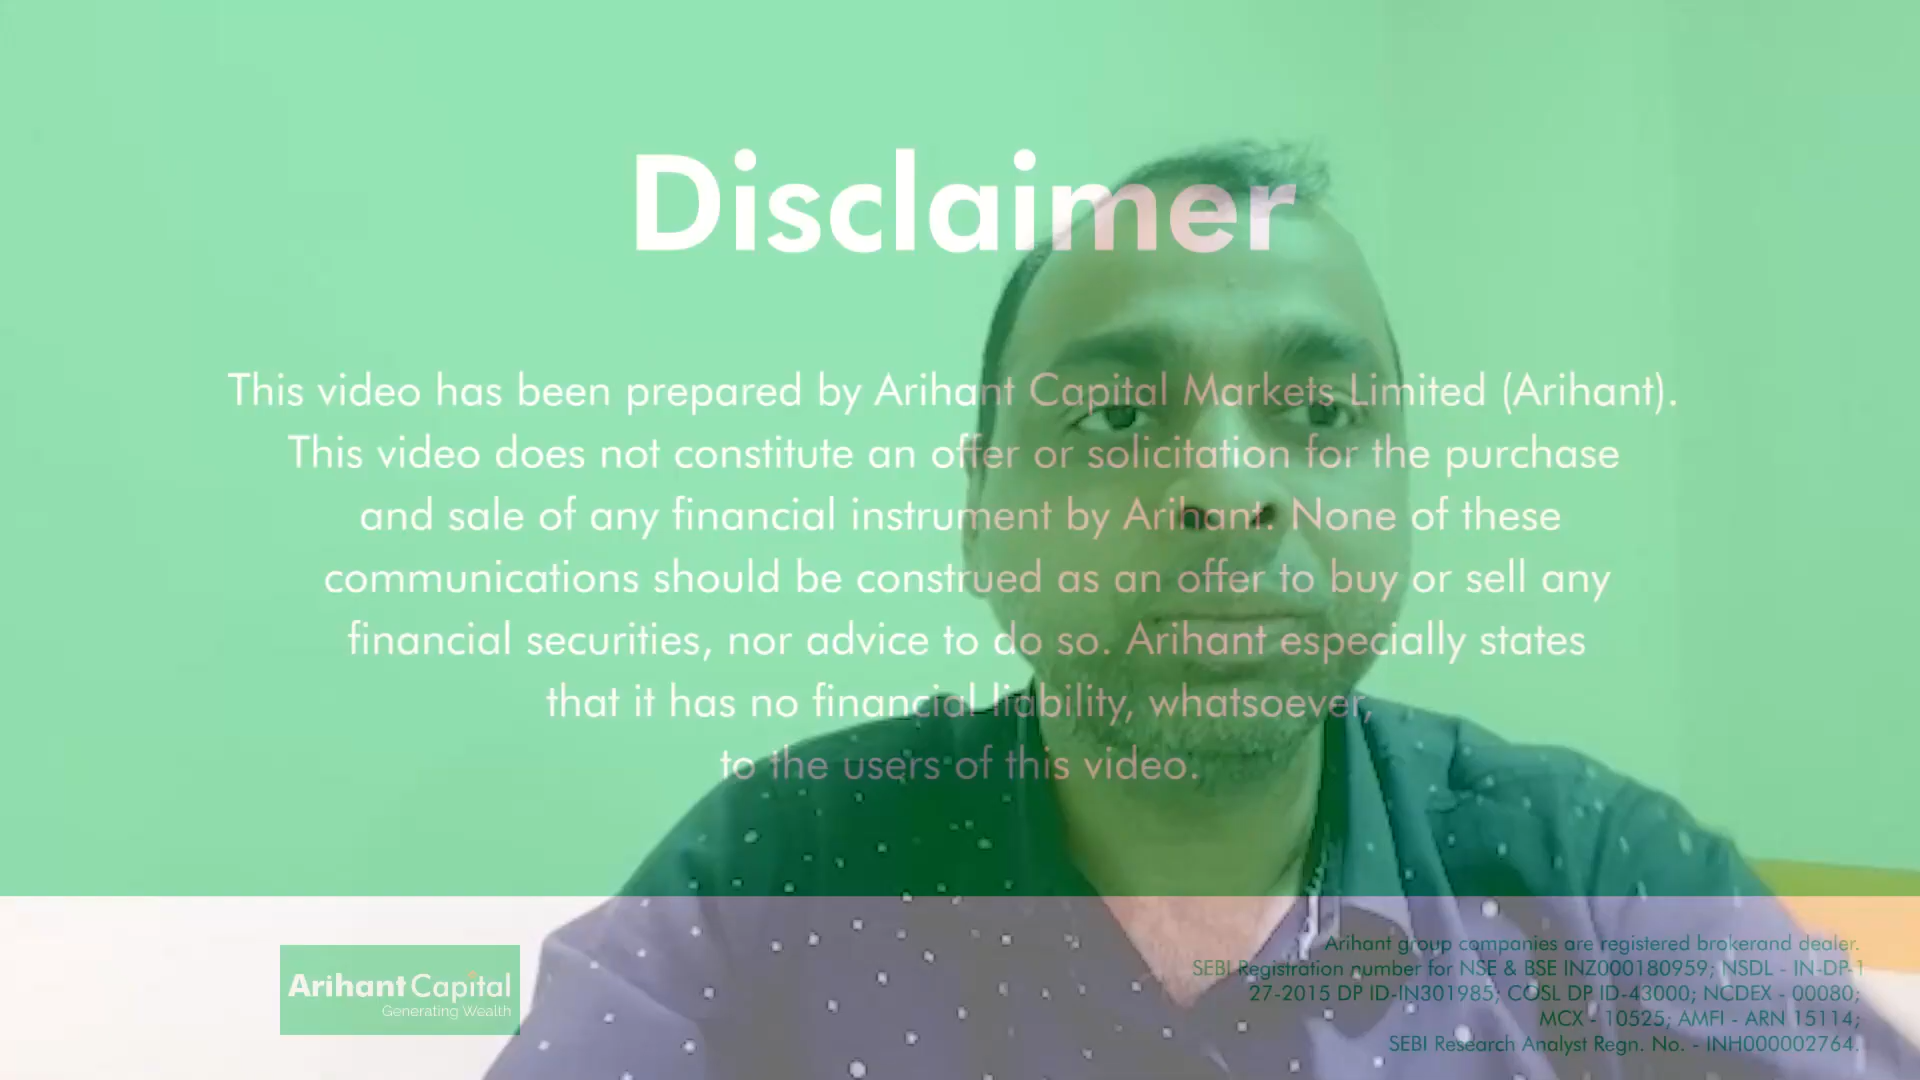 Disclaimer
This video has been prepared by Arihant Capital Markets Limited (Arihant).
This video does not constitute an offer or solicitation for the purchase
and sale of any financial instrument by Arihant. None of these
communications should be construed as an offer to buy or sell any
financial securities, nor advice to do so. Arihant especially states
that it has no financial liability, whatsoever,
to the users of this video.
Arihant Capital
Generating Wealth
Arihant group companies are registered brokerand dealer.
SEBI Registration number for NSE & BSE INZ000180959; NSDL - IN-DP-1
27-2015 DP ID-IN301985; COSL DP ID-43000; NCDEX - 00080;
MCX - 10525; AMFI - ARN 15114;
SEBI Research Analyst Regn. No. - INH000002764.